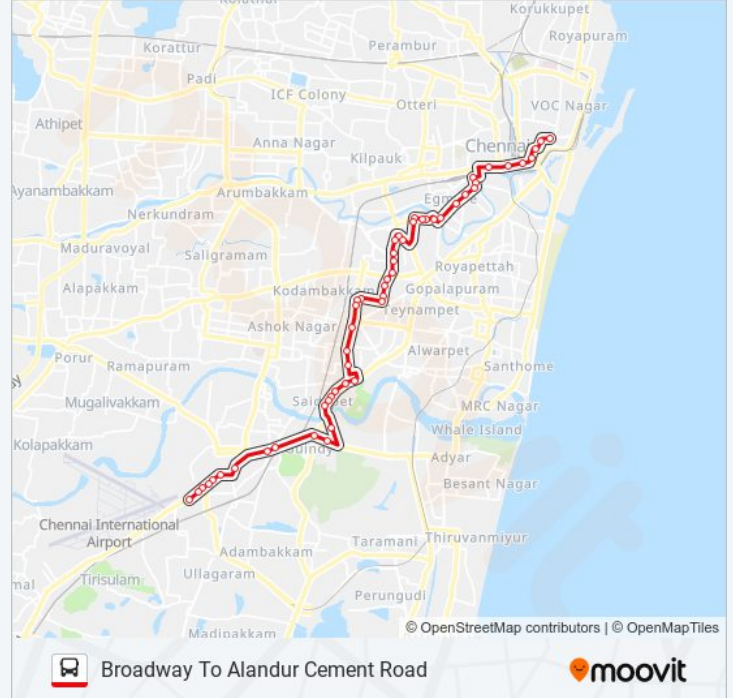 Korukkupet
Royapuram
Korattur
Perambur
Padi
ICF Colony
Otteri
VOC Nagar
Athipet
Anna Nagar
Chennai
Kilpauk
Ayanambakkam
Arumbakkam
Nerkundram
Maduravoyal
Saligramam
Royapettah
Alapakkam
Gopalapuram
Teynampet
Ashok Nagar
Alwarpet
Porur
Ramapuram
Santhome
Mugalivakkam
MRC Nagar
Whale Island
Kolapakkam
Guindy
Adyar
Besant Nagar
Chennai International
Airport
Taramani
Thiruvanmiyur
Adambakkam
Tirisulam
Ullagaram
Perungudi
Madipakkam
© OpenStreetMap contributors | © OpenMapTiles
Broadway To Alandur Cement Road
moovit